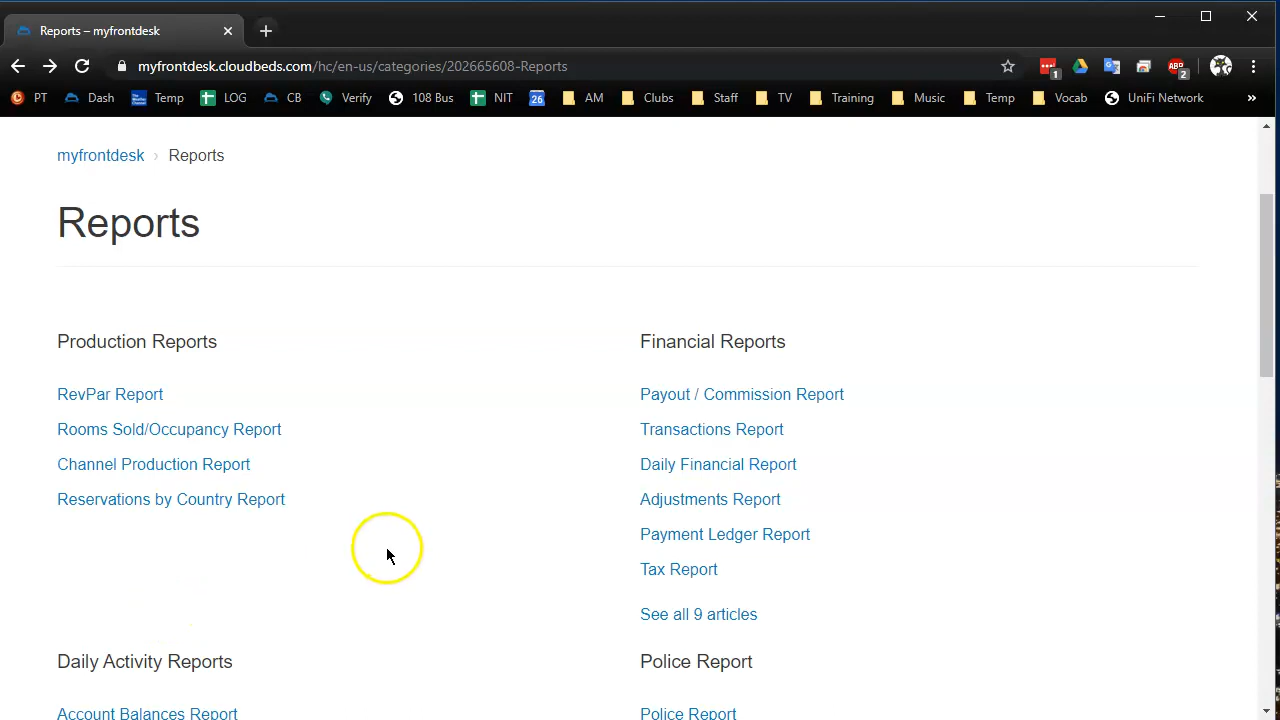 Reports – myfrontdesk
myfrontdesk.cloudbeds.com/hc/en-us/categories/202665608-Reports
1
ABP
2
PT
Dash
Temp
LOG
CB
Verify
108 Bus
NIT
26
AM
Clubs
Staff
TV
Training
Music
Temp
Vocab
UniFi Network
»
myfrontdesk › Reports
Reports
Production Reports
RevPar Report
Rooms Sold/Occupancy Report
Channel Production Report
Reservations by Country Report
Financial Reports
Payout / Commission Report
Transactions Report
Daily Financial Report
Adjustments Report
Payment Ledger Report
Tax Report
See all 9 articles
Daily Activity Reports
Account Balances Report
Police Report
Police Report